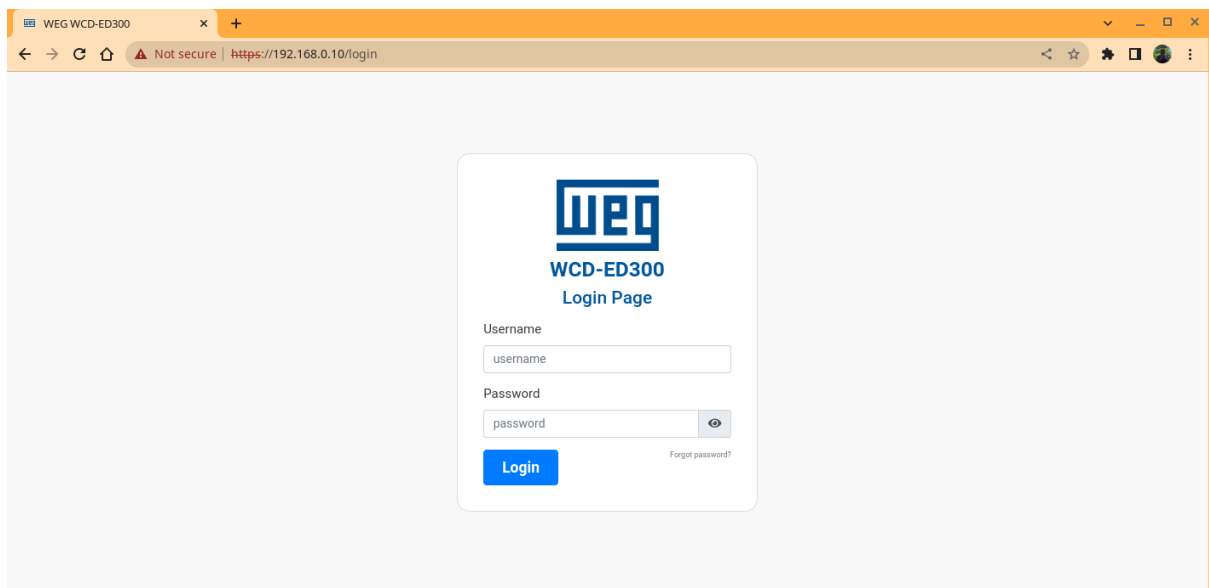 WEG WCD-ED300
Not secure https://192.168.0.10/login
weg
WCD-ED300
Login Page
Username
username
Password
password
Forgot password?
Login